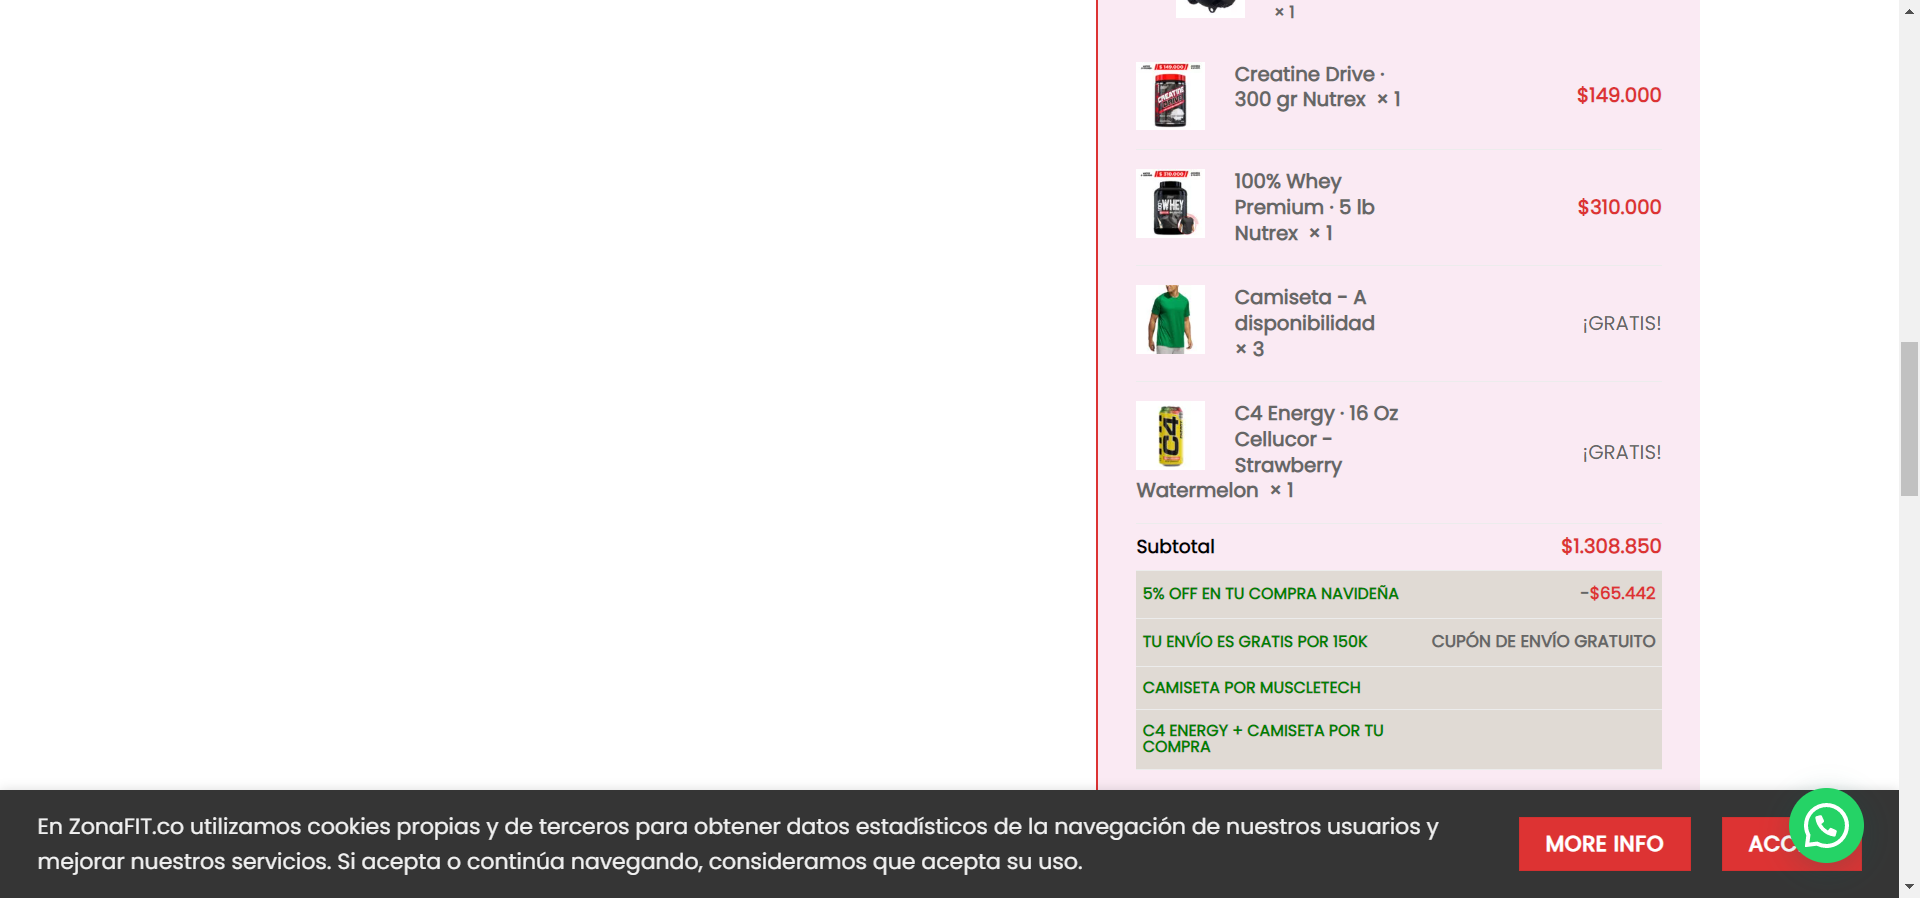 × 1
Creatine Drive ·
300 gr Nutrex × 1
$149.000
100% Whey
Premium · 5 lb
Nutrex × 1
$310.000
Camiseta - A
disponibilidad
× 3
¡GRATIS!
C4 Energy · 16 Oz
Cellucor -
Strawberry
Watermelon × 1
¡GRATIS!
Subtotal
$1.308.850
5% OFF EN TU COMPRA NAVIDEÑA
-$65.442
TU ENVÍO ES GRATIS POR 150K
CUPÓN DE ENVÍO GRATUITO
CAMISETA POR MUSCLETECH
C4 ENERGY + CAMISETA POR TU
COMPRA
En ZonaFIT.co utilizamos cookies propias y de terceros para obtener datos estadísticos de la navegación de nuestros usuarios y
mejorar nuestros servicios. Si acepta o continúa navegando, consideramos que acepta su uso.
MORE INFO